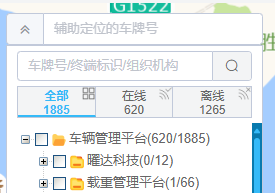 G1522
辅助定位的车牌号
车牌号/终端标识/组织机构
全部 在线 离线
1885 620 1265
车辆管理平台(620/1885)
曜达科技(0/12)
载重管理平台(1/66)